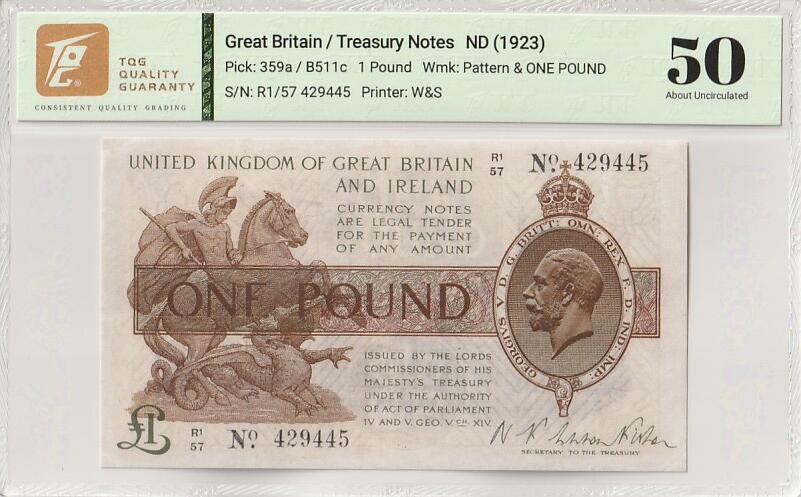 TQG
QUALITY
GUARANTY
CONSISTENT QUALITY GRADING
Great Britain / Treasury Notes ND (1923)
Pick: 359a / B511c 1 Pound Wmk: Pattern & ONE POUND
S/N: R1/57 429445 Printer: W&S
50
About Uncirculated
UNITED KINGDOM OF GREAT BRITAIN
AND IRELAND
R1
57
No. 429445
CURRENCY NOTES
ARE LEGAL TENDER
FOR THE PAYMENT
OF ANY AMOUNT
ONE POUND
GEORGIVS V D. G. BRITT: OMN: REX F. D. IND: IMP:
ISSUED BY THE LORDS
COMMISSIONERS OF HIS
MAJESTY'S TREASURY
UNDER THE AUTHORITY
OF ACT OF PARLIAMENT
IV AND V. GEO. V. CH. XIV.
£1
R1
57
No. 429445
SECRETARY TO THE TREASURY